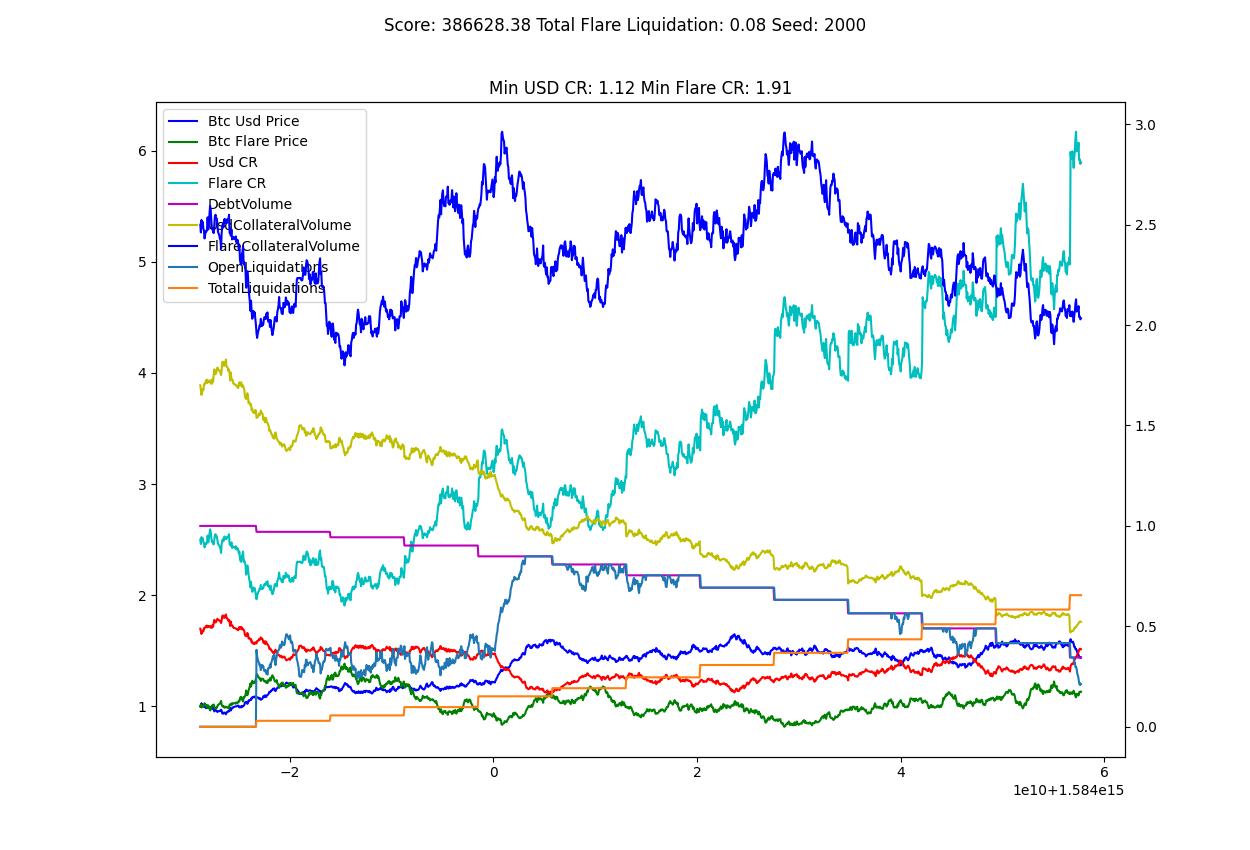 Score: 386628.38 Total Flare Liquidation: 0.08 Seed: 2000
Min USD CR: 1.12 Min Flare CR: 1.91
Btc Usd Price
Btc Flare Price
Usd CR
Flare CR
DebtVolume
UsdCollateralVolume
FlareCollateralVolume
OpenLiquidations
TotalLiquidations
6
5
4
3
2
1
3.0
2.5
2.0
1.5
1.0
0.5
0.0
−2
0
2
4
6
1e10+1.584e15